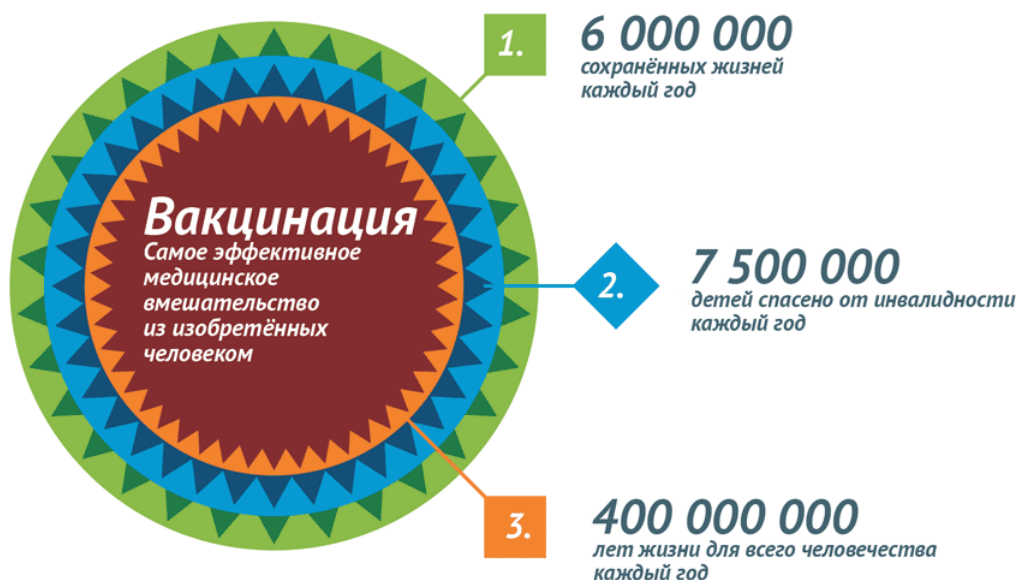 Вакцинация
Самое эффективное
медицинское
вмешательство
из изобретённых
человеком
1.
6 000 000
сохранённых жизней
каждый год
2.
7 500 000
детей спасено от инвалидности
каждый год
3.
400 000 000
лет жизни для всего человечества
каждый год